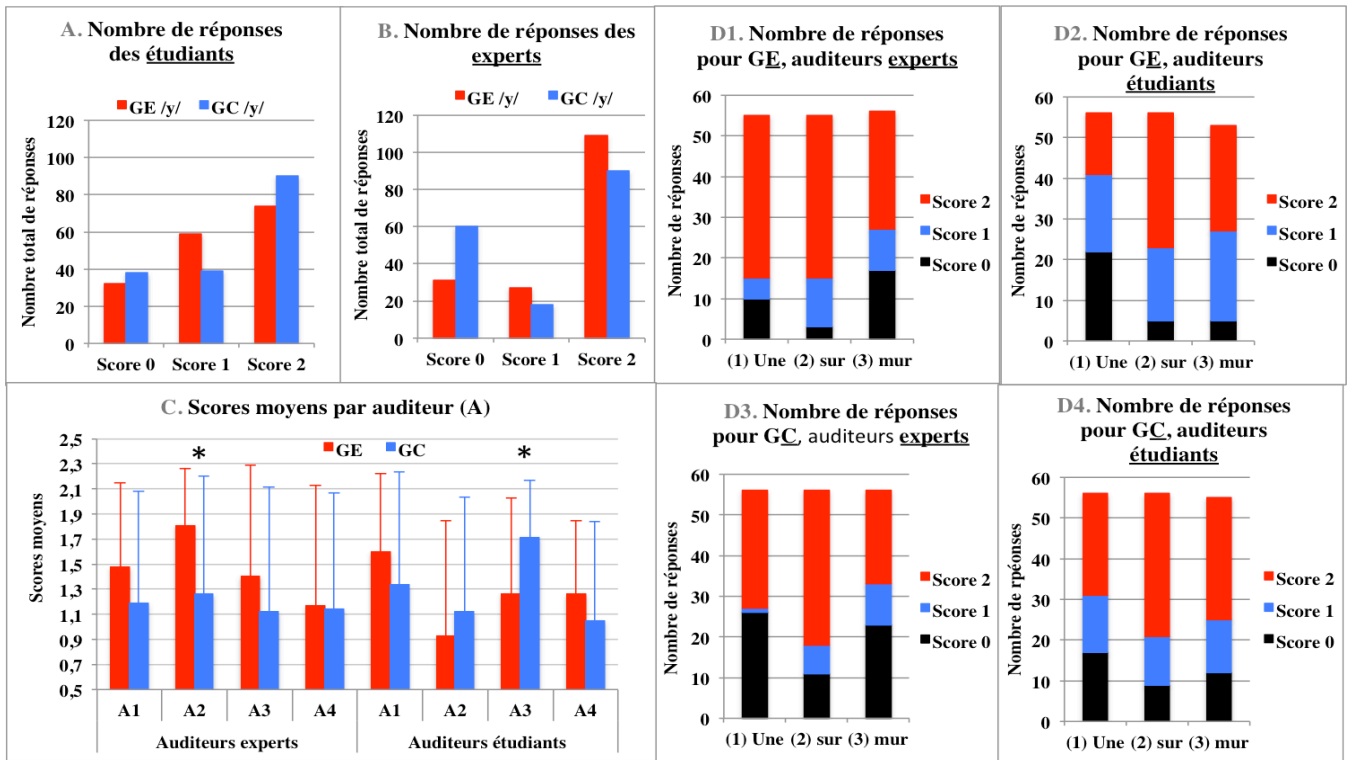 A. Nombre de réponses
des étudiants
GE /y/ GC /y/
Nombre total de réponses
120
100
80
60
40
20
0
Score 0 Score 1 Score 2
B. Nombre de réponses des
experts
GE /y/ GC /y/
Nombre total de réponses
120
100
80
60
40
20
0
Score 0 Score 1 Score 2
D1. Nombre de réponses
pour GE, auditeurs experts
Nombre de réponses
60
50
40
30
20
10
0
Score 2
Score 1
Score 0
(1) Une (2) sur (3) mur
D2. Nombre de réponses
pour GE, auditeurs
étudiants
Nombre de réponses
60
50
40
30
20
10
0
Score 2
Score 1
Score 0
(1) Une (2) sur (3) mur
C. Scores moyens par auditeur (A)
GE GC
* *
Scores moyens
2,5
2,3
2,1
1,9
1,7
1,5
1,3
1,1
0,9
0,7
0,5
A1 A2 A3 A4 A1 A2 A3 A4
Auditeurs experts Auditeurs étudiants
D3. Nombre de réponses
pour GC, auditeurs experts
Nombre de réponses
60
50
40
30
20
10
0
Score 2
Score 1
Score 0
(1) Une (2) sur (3) mur
D4. Nombre de réponses
pour GC, auditeurs
étudiants
Nombre de rpéonses
60
50
40
30
20
10
0
Score 2
Score 1
Score 0
(1) Une (2) sur (3) mur